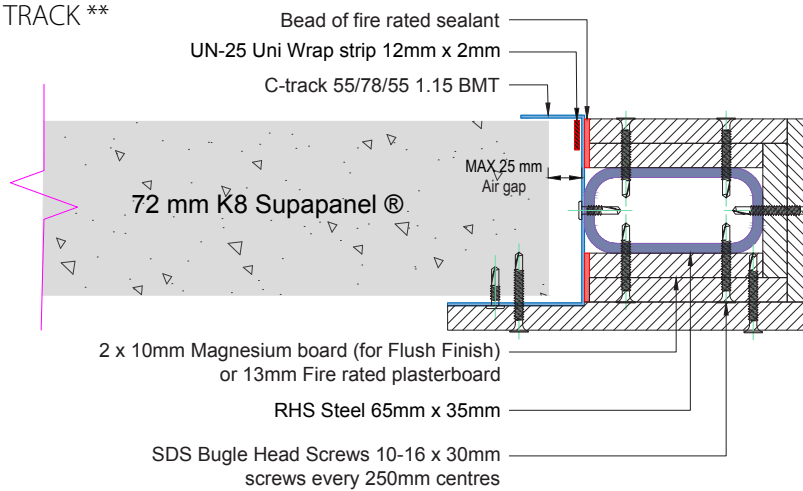 TRACK **
Bead of fire rated sealant
UN-25 Uni Wrap strip 12mm x 2mm
C-track 55/78/55 1.15 BMT
MAX 25 mm
Air gap
72 mm K8 Supapanel ®
2 x 10mm Magnesium board (for Flush Finish)
or 13mm Fire rated plasterboard
RHS Steel 65mm x 35mm
SDS Bugle Head Screws 10-16 x 30mm
screws every 250mm centres